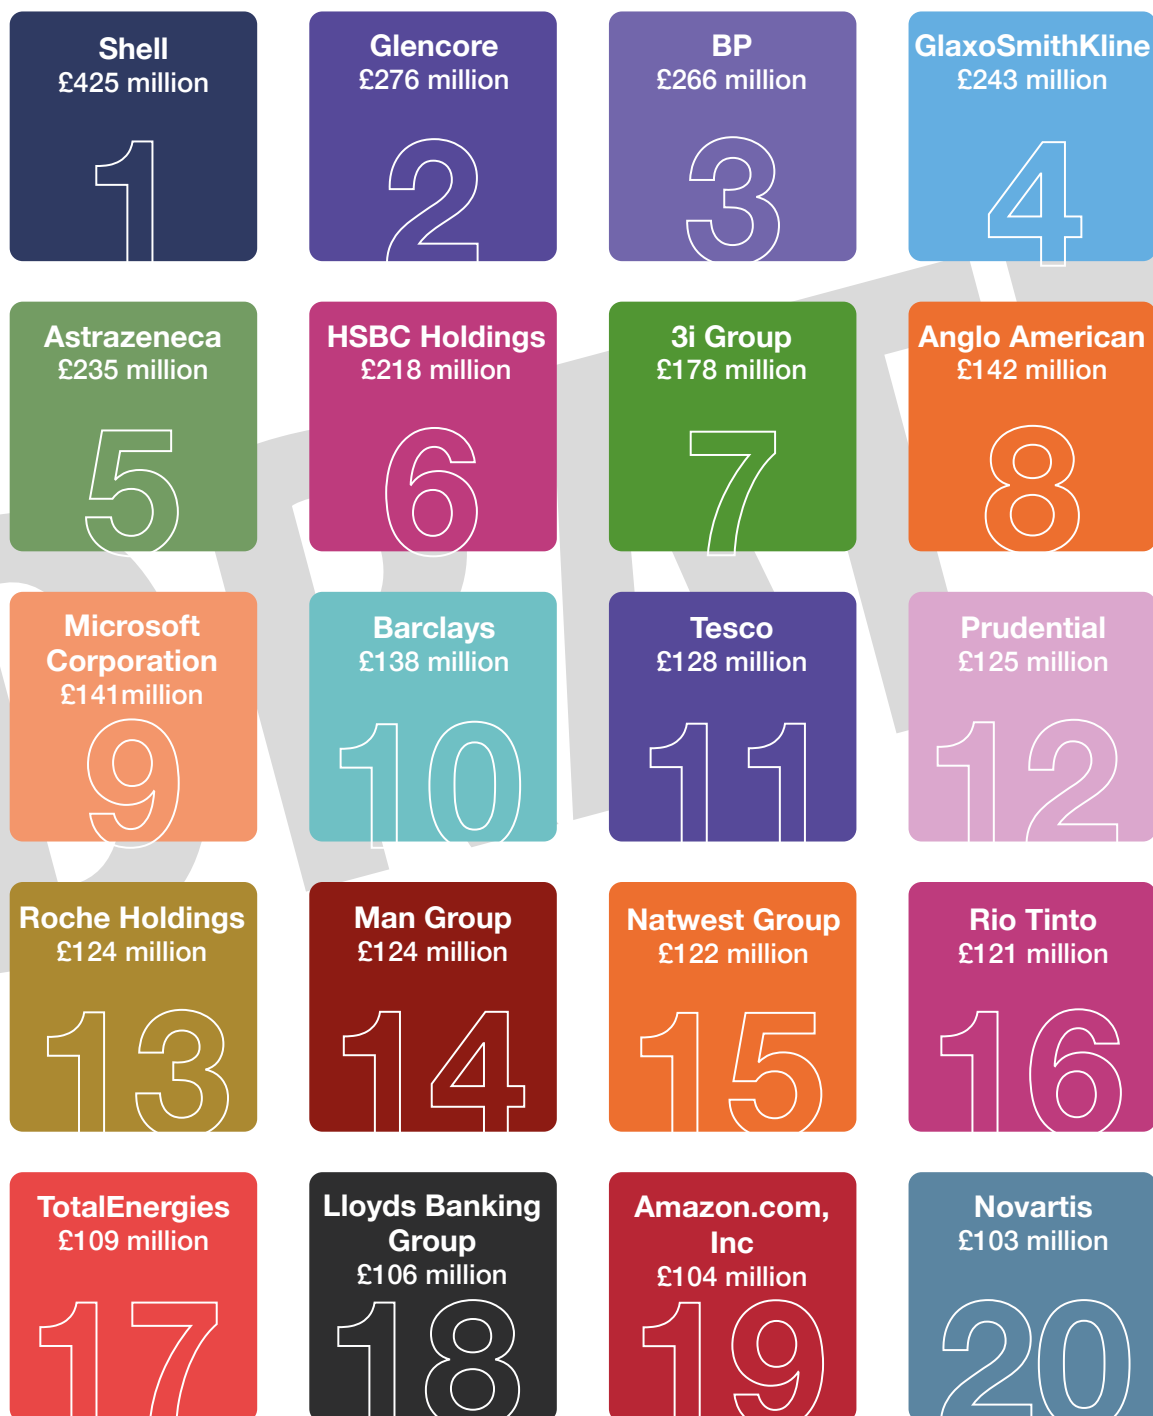 Shell
£425 million
1
Glencore
£276 million
2
BP
£266 million
3
GlaxoSmithKline
£243 million
4
Astrazeneca
£235 million
5
HSBC Holdings
£218 million
6
3i Group
£178 million
7
Anglo American
£142 million
8
Microsoft
Corporation
£141million
9
Barclays
£138 million
10
Tesco
£128 million
11
Prudential
£125 million
12
Roche Holdings
£124 million
13
Man Group
£124 million
14
Natwest Group
£122 million
15
Rio Tinto
£121 million
16
TotalEnergies
£109 million
17
Lloyds Banking
Group
£106 million
18
Amazon.com,
Inc
£104 million
19
Novartis
£103 million
20
DRAFT